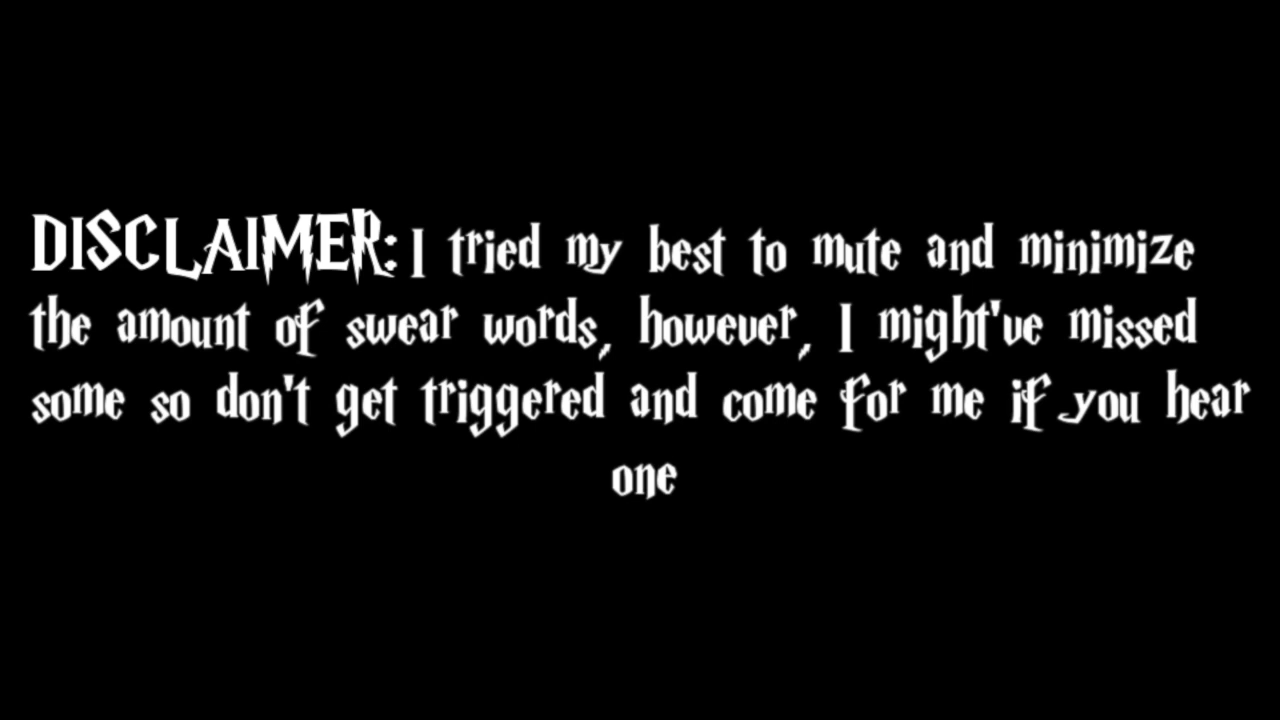 DISCLAIMER: I tried my best to mute and minimize
the amount of swear words, however, I might've missed
some so don't get triggered and come for me if you hear
one